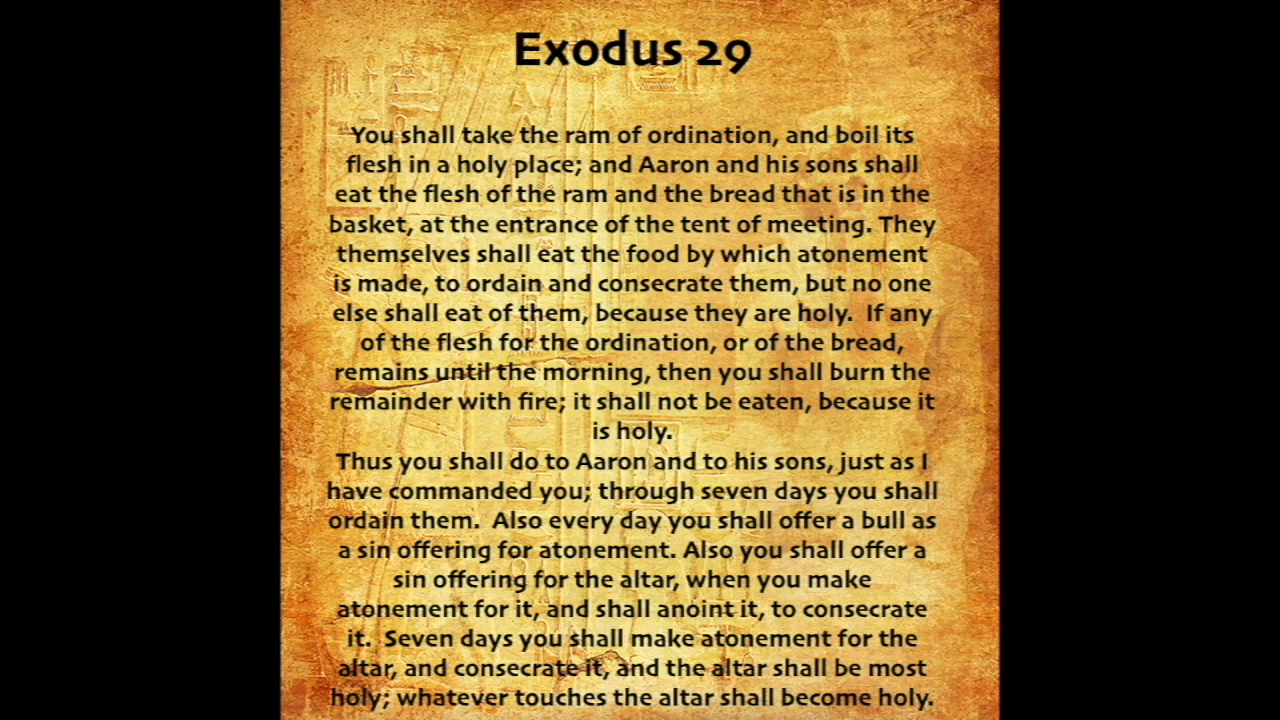 Exodus 29
You shall take the ram of ordination, and boil its
flesh in a holy place; and Aaron and his sons shall
eat the flesh of the ram and the bread that is in the
basket, at the entrance of the tent of meeting. They
themselves shall eat the food by which atonement
is made, to ordain and consecrate them, but no one
else shall eat of them, because they are holy.  If any
of the flesh for the ordination, or of the bread,
remains until the morning, then you shall burn the
remainder with fire; it shall not be eaten, because it
is holy.
Thus you shall do to Aaron and to his sons, just as I
have commanded you; through seven days you shall
ordain them.  Also every day you shall offer a bull as
a sin offering for atonement. Also you shall offer a
sin offering for the altar, when you make
atonement for it, and shall anoint it, to consecrate
it.  Seven days you shall make atonement for the
altar, and consecrate it, and the altar shall be most
holy; whatever touches the altar shall become holy.